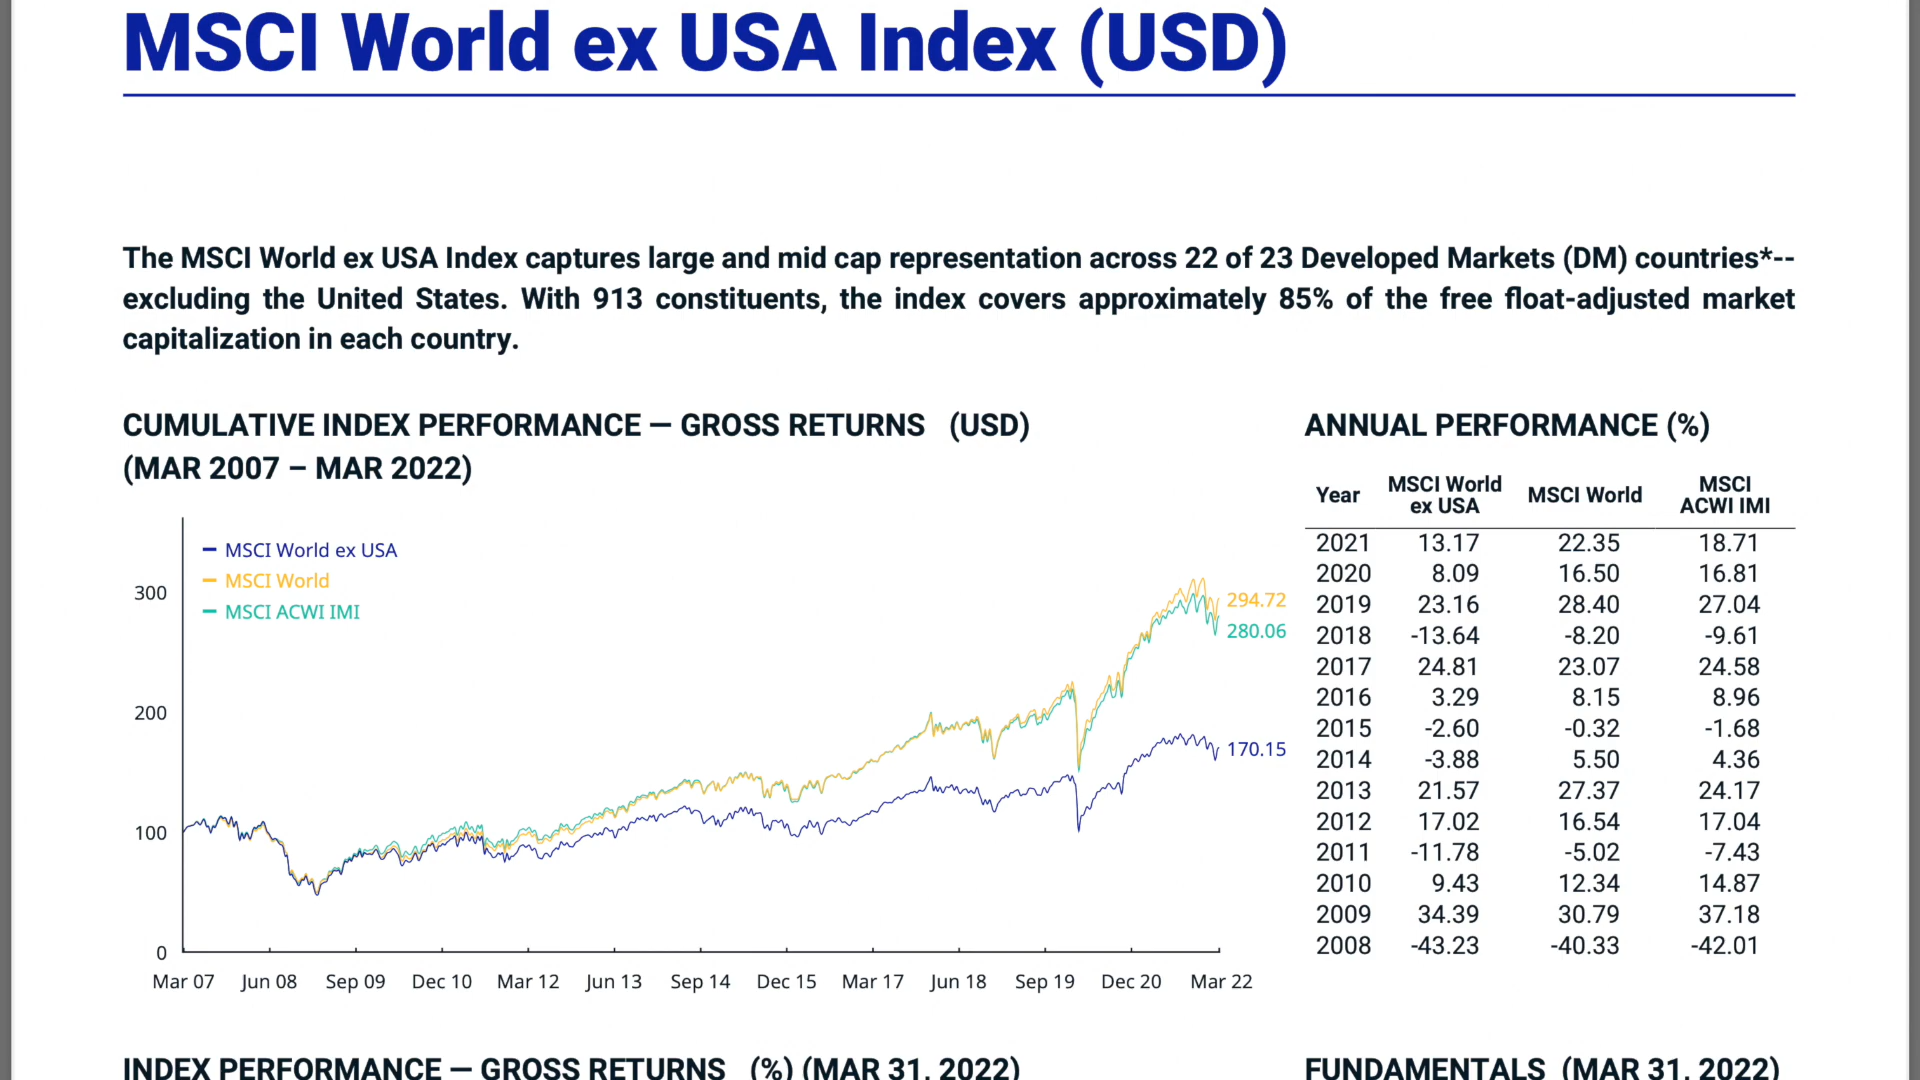 MSCI World ex USA Index (USD)
The MSCI World ex USA Index captures large and mid cap representation across 22 of 23 Developed Markets (DM) countries*--
excluding the United States. With 913 constituents, the index covers approximately 85% of the free float-adjusted market
capitalization in each country.
CUMULATIVE INDEX PERFORMANCE — GROSS RETURNS (USD)
(MAR 2007 – MAR 2022)
MSCI World ex USA
MSCI World
MSCI ACWI IMI
300
200
100
0
294.72
280.06
170.15
Mar 07 Jun 08 Sep 09 Dec 10 Mar 12 Jun 13 Sep 14 Dec 15 Mar 17 Jun 18 Sep 19 Dec 20 Mar 22
ANNUAL PERFORMANCE (%)
Year MSCI World ex USA MSCI World MSCI ACWI IMI
2021 13.17 22.35 18.71
2020 8.09 16.50 16.81
2019 23.16 28.40 27.04
2018 -13.64 -8.20 -9.61
2017 24.81 23.07 24.58
2016 3.29 8.15 8.96
2015 -2.60 -0.32 -1.68
2014 -3.88 5.50 4.36
2013 21.57 27.37 24.17
2012 17.02 16.54 17.04
2011 -11.78 -5.02 -7.43
2010 9.43 12.34 14.87
2009 34.39 30.79 37.18
2008 -43.23 -40.33 -42.01
INDEX PERFORMANCE — GROSS RETURNS (%) (MAR 31, 2022)
FUNDAMENTALS (MAR 31, 2022)